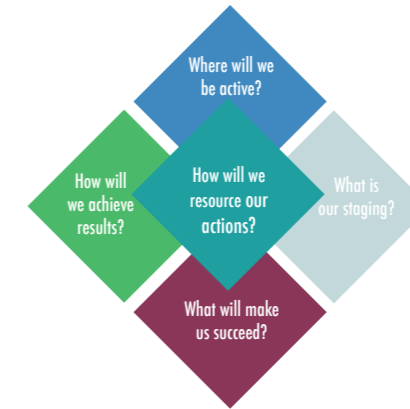 Where will we
be active?
How will
we achieve
results?
How will we
resource our
actions?
What is
our staging?
What will make
us succeed?